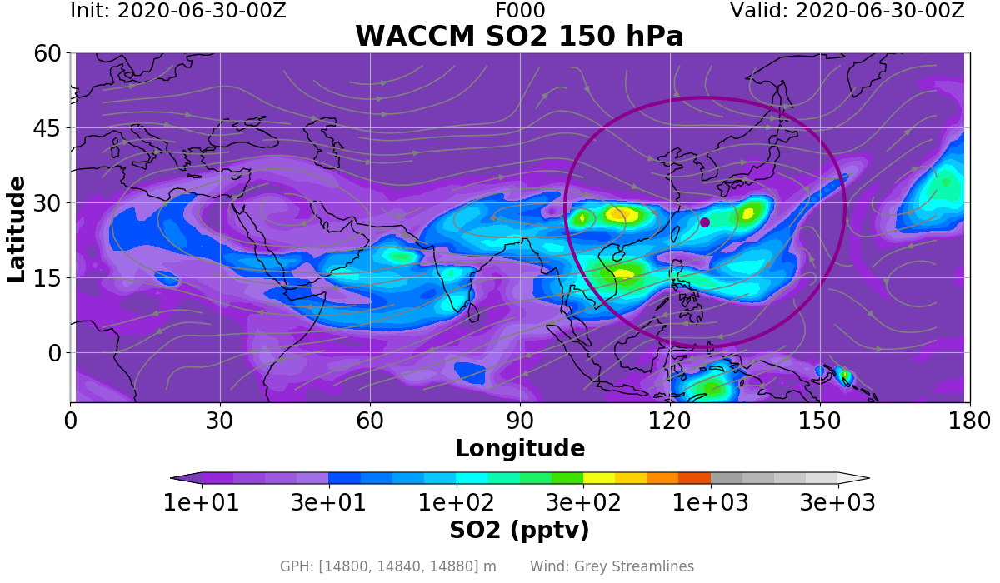 Init: 2020-06-30-00Z F000 Valid: 2020-06-30-00Z
WACCM SO2 150 hPa
60
45
30
15
0
Latitude
0 30 60 90 120 150 180
Longitude
1e+01 3e+01 1e+02 3e+02 1e+03 3e+03
SO2 (pptv)
GPH: [14800, 14840, 14880] m Wind: Grey Streamlines